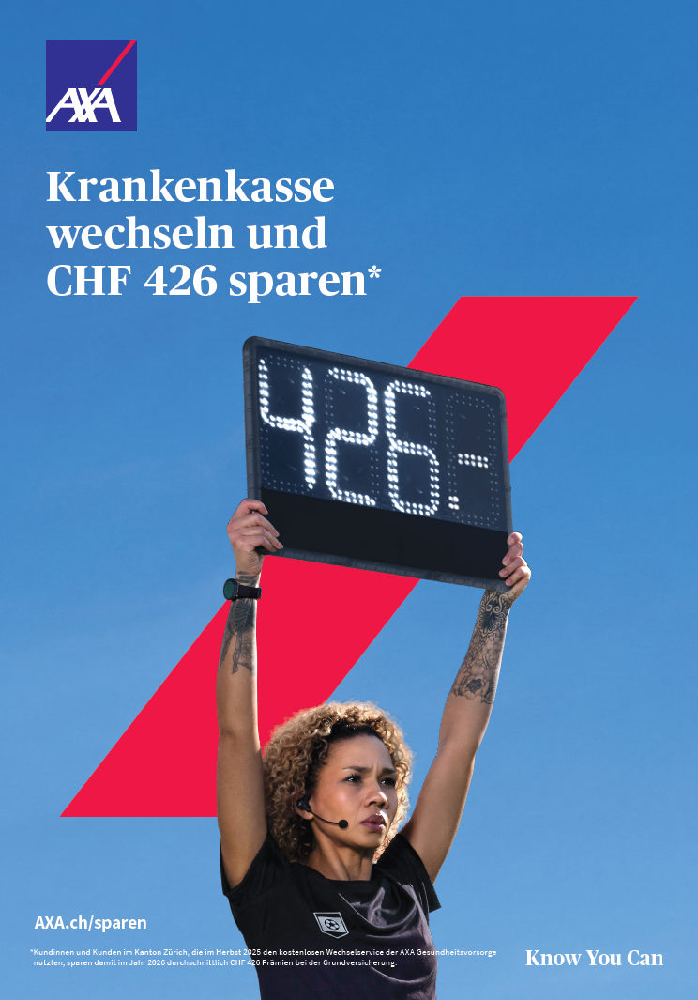 AXA
Krankenkasse
wechseln und
CHF 426 sparen*
426.-
AXA.ch/sparen
*Kundinnen und Kunden im Kanton Zürich, die im Herbst 2025 den kostenlosen Wechselservice der AXA Gesundheitsvorsorge
nutzten, sparen damit im Jahr 2026 durchschnittlich CHF 426 Prämien bei der Grundversicherung.
Know You Can